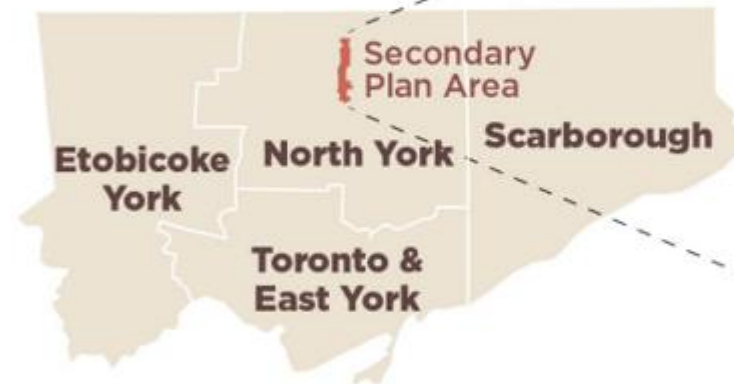 Secondary
Plan Area
Etobicoke
York
North York
Scarborough
Toronto &
East York